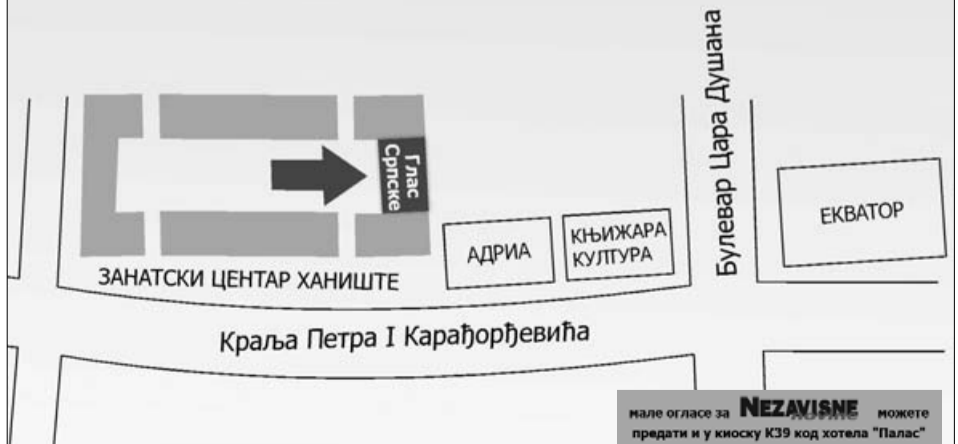 Булевар Цара Душана
Глас
Српске
ЕКВАТОР
АДРИА
КЊИЖАРА
КУЛТУРА
ЗАНАТСКИ ЦЕНТАР ХАНИШТЕ
Краља Петра I Карађорђевића
мале огласе за NEZAVISNE novine можете
предати и у киоску К39 код хотела "Палас"